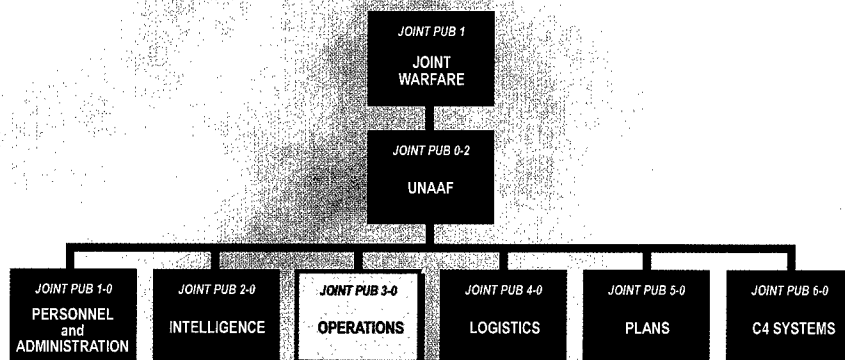 JOINT PUB 1
JOINT
WARFARE
JOINT PUB 0-2
UNAAF
JOINT PUB 1-0
PERSONNEL
and
ADMINISTRATION
JOINT PUB 2-0
INTELLIGENCE
JOINT PUB 3-0
OPERATIONS
JOINT PUB 4-0
LOGISTICS
JOINT PUB 5-0
PLANS
JOINT PUB 6-0
C4 SYSTEMS